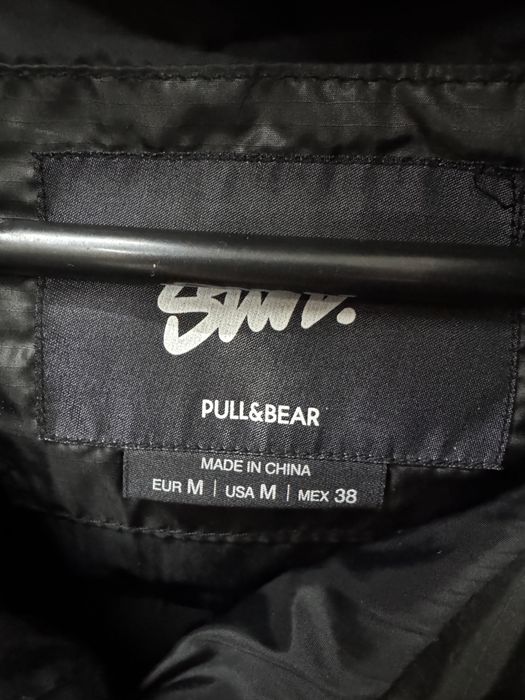 PULL&BEAR
MADE IN CHINA
EUR M | USA M | MEX 38